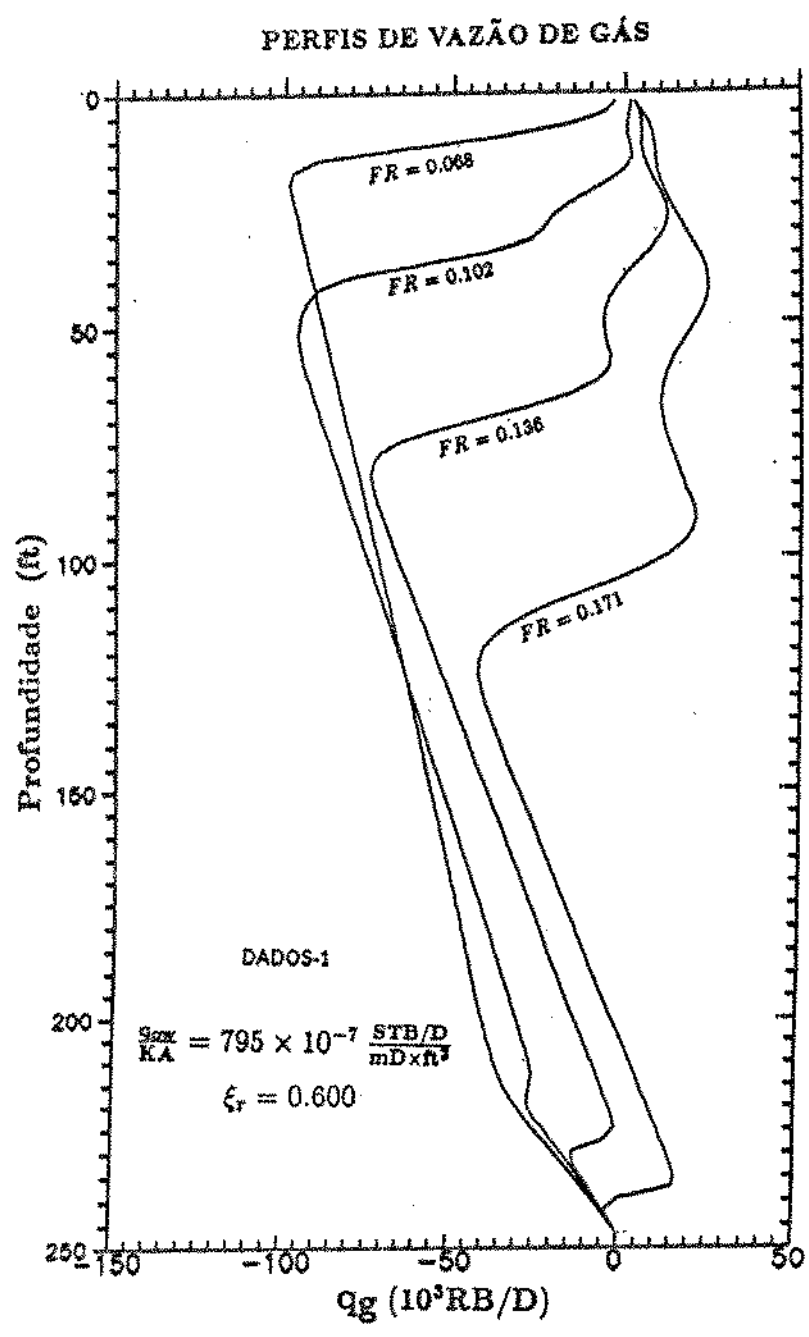 PERFIS DE VAZÃO DE GÁS
0
50
100
150
200
250
Profundidade (ft)
FR = 0.068
FR = 0.102
FR = 0.136
FR = 0.171
DADOS-1
= 795 × 10⁻⁷ STB/D / mD×ft³
ξr = 0.600
-150
-100
-50
0
50
qg (10³RB/D)